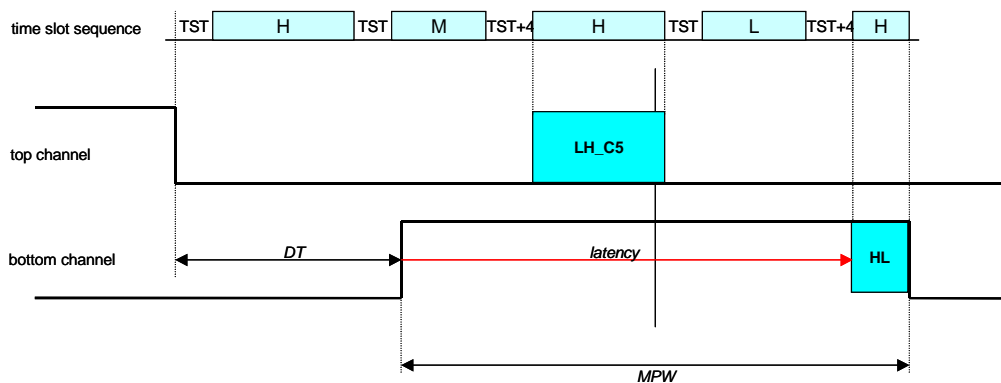 time slot sequence TST H TST M TST+4 H TST L TST+4 H
top channel LH_C5
bottom channel DT latency HL
MPW